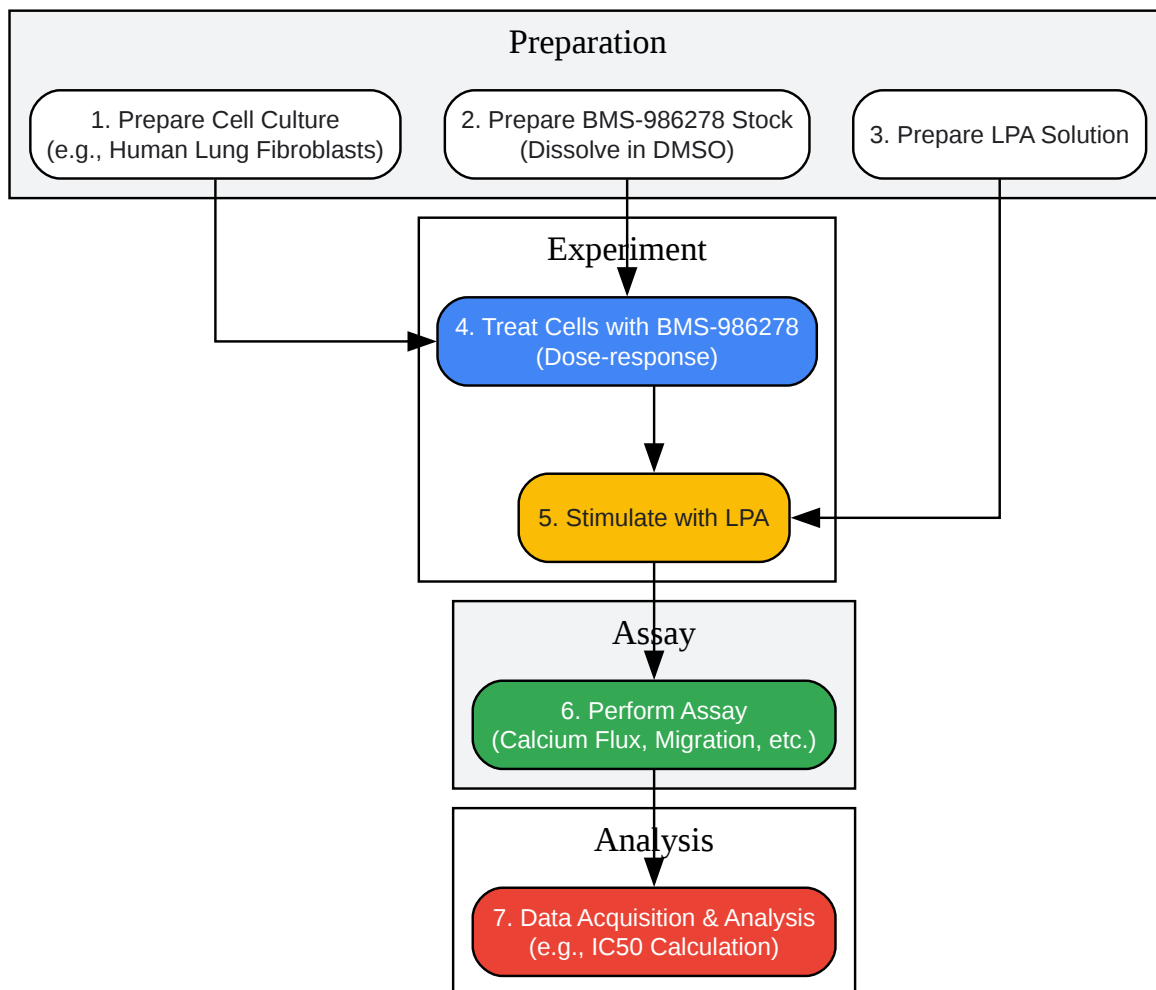 Preparation
1. Prepare Cell Culture
(e.g., Human Lung Fibroblasts)
2. Prepare BMS-986278 Stock
(Dissolve in DMSO)
3. Prepare LPA Solution
Experiment
4. Treat Cells with BMS-986278
(Dose-response)
5. Stimulate with LPA
Assay
6. Perform Assay
(Calcium Flux, Migration, etc.)
Analysis
7. Data Acquisition & Analysis
(e.g., IC50 Calculation)